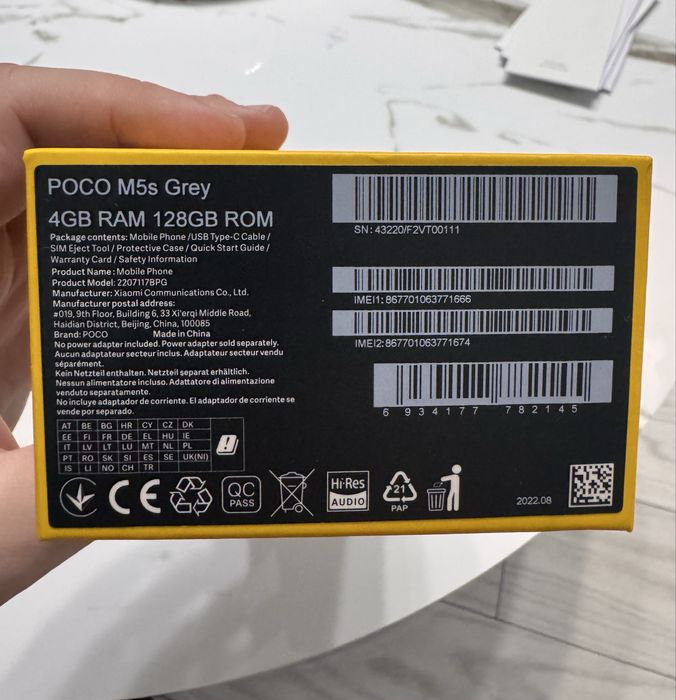 POCO M5s Grey
4GB RAM 128GB ROM
Package contents: Mobile Phone /USB Type-C Cable /
SIM Eject Tool / Protective Case / Quick Start Guide /
Warranty Card / Safety Information
Product Name: Mobile Phone
Product Model: 2207117BPG
Manufacturer: Xiaomi Communications Co., Ltd.
Manufacturer postal address:
#019, 9th Floor, Building 6, 33 Xi'erqi Middle Road,
Haidian District, Beijing, China, 100085
Brand: POCO Made in China
No power adapter included. Power adapter sold separately.
Aucun adaptateur secteur inclus. Adaptateur secteur vendu
séparément.
Kein Netzteil enthalten. Netzteil separat erhältlich.
Nessun alimentatore incluso. Adattatore di alimentazione
venduto separatamente.
No incluye adaptador de corriente. El adaptador de corriente se
vende por separado.
AT BE BG HR CY CZ DK
EE FI FR DE EL HU IE
IT LV LT LU MT NL PL
PT RO SK SI ES SE UK(NI)
IS LI NO CH TR
SN: 43220/F2VT00111
IMEI1: 867701063771666
IMEI2: 867701063771674
6 934177 782145
CE
QC
PASS
Hi-Res
AUDIO
21
PAP
2022.08